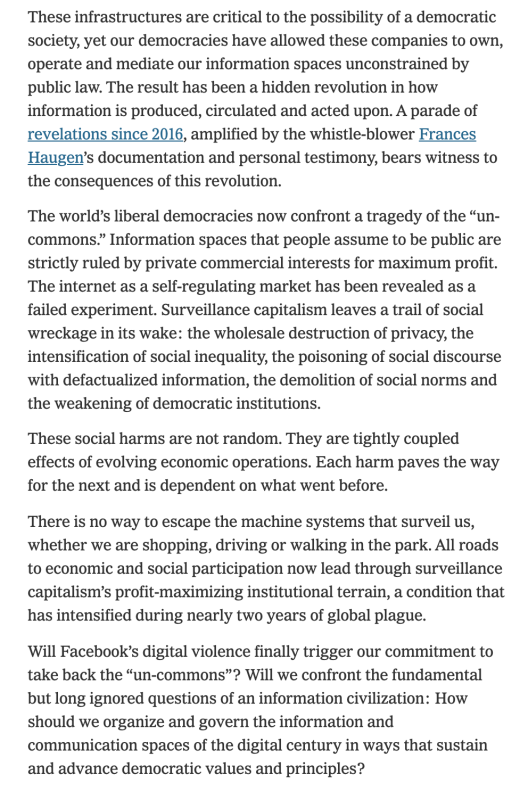 These infrastructures are critical to the possibility of a democratic
society, yet our democracies have allowed these companies to own,
operate and mediate our information spaces unconstrained by
public law. The result has been a hidden revolution in how
information is produced, circulated and acted upon. A parade of
revelations since 2016, amplified by the whistle-blower Frances
Haugen’s documentation and personal testimony, bears witness to
the consequences of this revolution.
The world’s liberal democracies now confront a tragedy of the “un-
commons.” Information spaces that people assume to be public are
strictly ruled by private commercial interests for maximum profit.
The internet as a self-regulating market has been revealed as a
failed experiment. Surveillance capitalism leaves a trail of social
wreckage in its wake: the wholesale destruction of privacy, the
intensification of social inequality, the poisoning of social discourse
with defactualized information, the demolition of social norms and
the weakening of democratic institutions.
These social harms are not random. They are tightly coupled
effects of evolving economic operations. Each harm paves the way
for the next and is dependent on what went before.
There is no way to escape the machine systems that surveil us,
whether we are shopping, driving or walking in the park. All roads
to economic and social participation now lead through surveillance
capitalism’s profit-maximizing institutional terrain, a condition that
has intensified during nearly two years of global plague.
Will Facebook’s digital violence finally trigger our commitment to
take back the “un-commons”? Will we confront the fundamental
but long ignored questions of an information civilization: How
should we organize and govern the information and
communication spaces of the digital century in ways that sustain
and advance democratic values and principles?